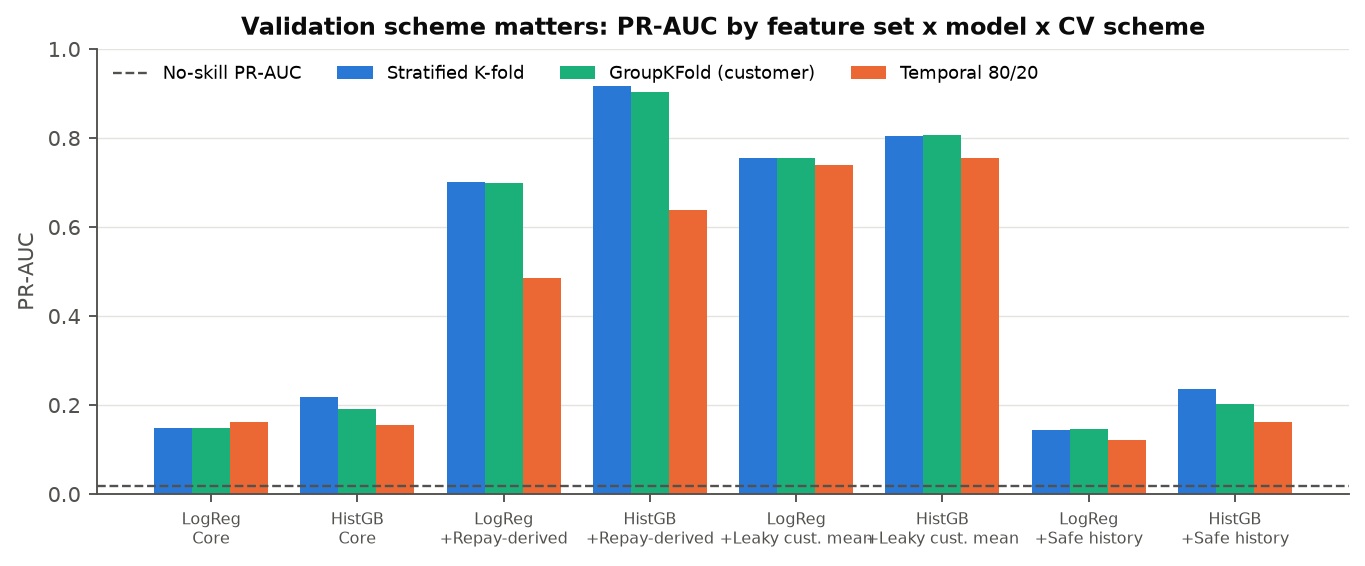 Validation scheme matters: PR-AUC by feature set x model x CV scheme
No-skill PR-AUC Stratified K-fold GroupKFold (customer) Temporal 80/20
PR-AUC
1.0
0.8
0.6
0.4
0.2
0.0
LogReg HistGB LogReg HistGB LogReg HistGB LogReg HistGB
Core Core +Repay-derived +Repay-derived +Leaky cust. mean +Leaky cust. mean +Safe history +Safe history